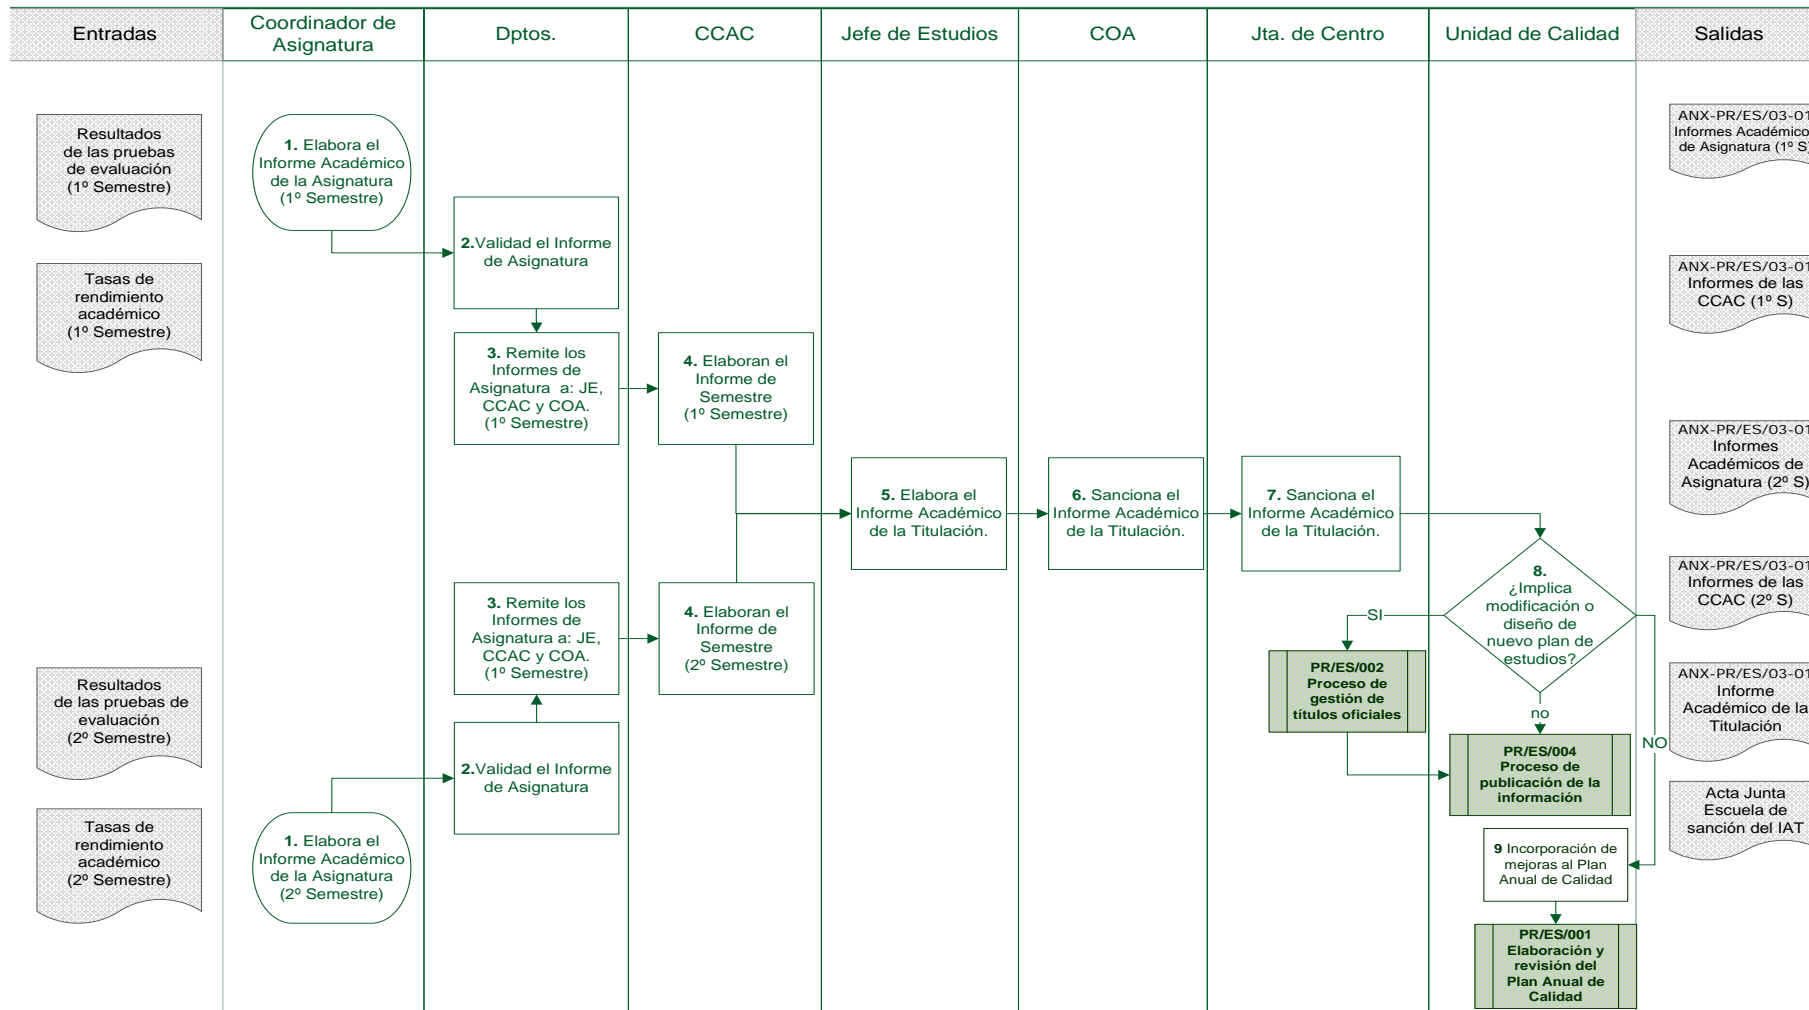 Entradas
Coordinador de
Asignatura
Dptos.
CCAC
Jefe de Estudios
COA
Jta. de Centro
Unidad de Calidad
Salidas
Resultados
de las pruebas
de evaluación
(1º Semestre)
Tasas de
rendimiento
académico
(1º Semestre)
Resultados
de las pruebas de
evaluación
(2º Semestre)
Tasas de
rendimiento
académico
(2º Semestre)
1. Elabora el
Informe Académico
de la Asignatura
(1º Semestre)
1. Elabora el
Informe Académico
de la Asignatura
(2º Semestre)
2.Validad el Informe
de Asignatura
3. Remite los
Informes de
Asignatura a: JE,
CCAC y COA.
(1º Semestre)
3. Remite los
Informes de
Asignatura a: JE,
CCAC y COA.
(1º Semestre)
2.Validad el Informe
de Asignatura
4. Elaboran el
Informe de
Semestre
(1º Semestre)
4. Elaboran el
Informe de
Semestre
(2º Semestre)
5. Elabora el
Informe Académico
de la Titulación.
6. Sanciona el
Informe Académico
de la Titulación.
7. Sanciona el
Informe Académico
de la Titulación.
8.
¿Implica
modificación o
diseño de
nuevo plan de
estudios?
SI
no
NO
PR/ES/002
Proceso de
gestión de
títulos oficiales
PR/ES/004
Proceso de
publicación de la
información
9 Incorporación de
mejoras al Plan
Anual de Calidad
PR/ES/001
Elaboración y
revisión del
Plan Anual de
Calidad
ANX-PR/ES/03-01
Informes Académico
de Asignatura (1º S)
ANX-PR/ES/03-01
Informes de las
CCAC (1º S)
ANX-PR/ES/03-01
Informes
Académicos de
Asignatura (2º S)
ANX-PR/ES/03-01
Informes de las
CCAC (2º S)
ANX-PR/ES/03-01
Informe
Académico de la
Titulación
Acta Junta
Escuela de
sanción del IAT